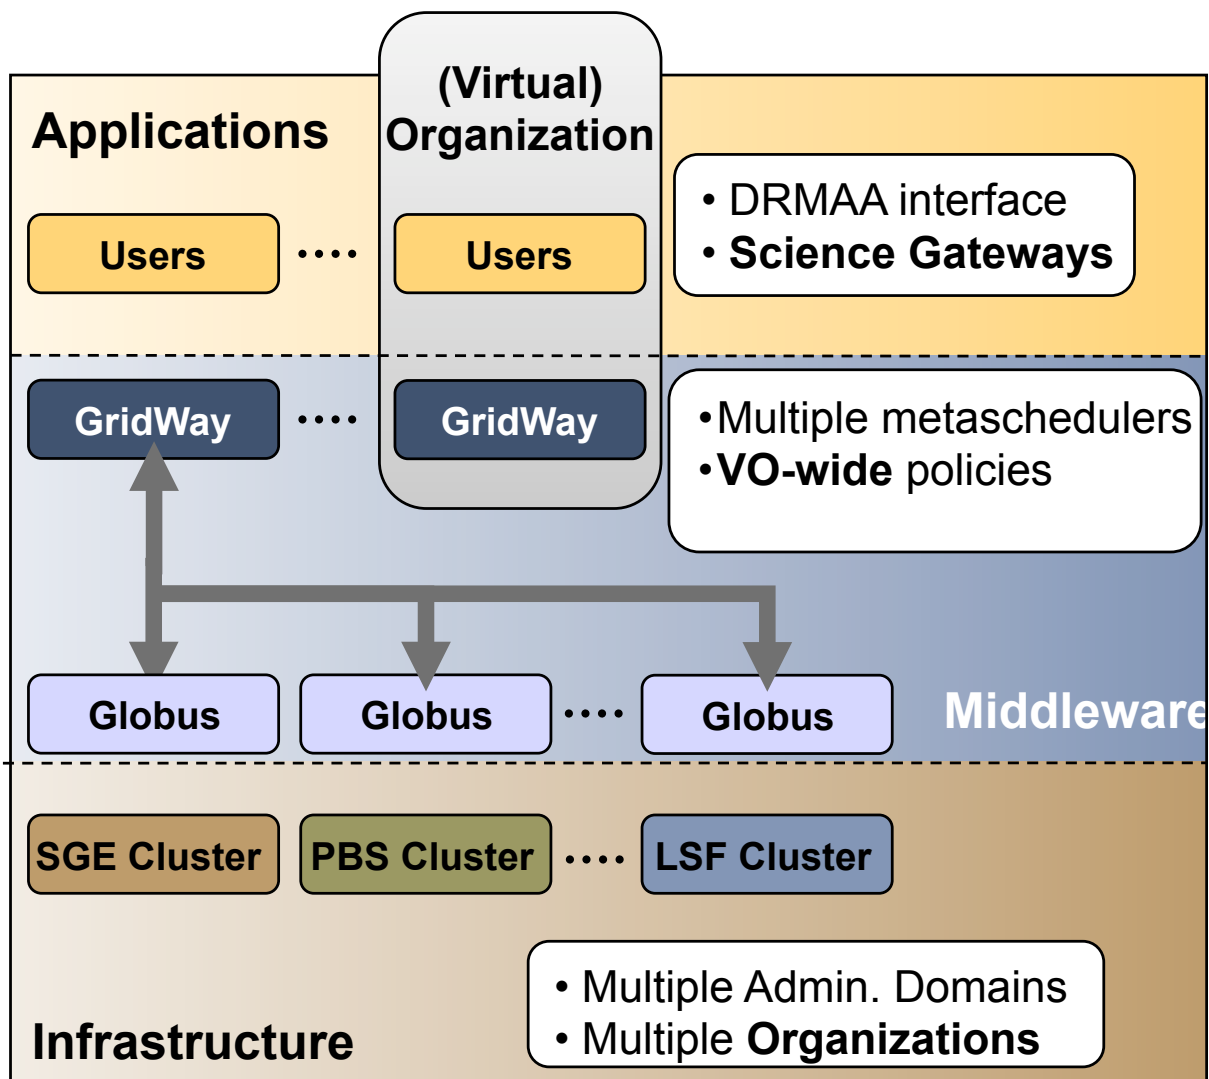 (Virtual)
Organization
Applications
• DRMAA interface
• Science Gateways
Users
....
Users
GridWay
....
GridWay
•Multiple metaschedulers
•VO-wide policies
Globus
Globus
....
Globus
Middleware
SGE Cluster
PBS Cluster
....
LSF Cluster
• Multiple Admin. Domains
• Multiple Organizations
Infrastructure